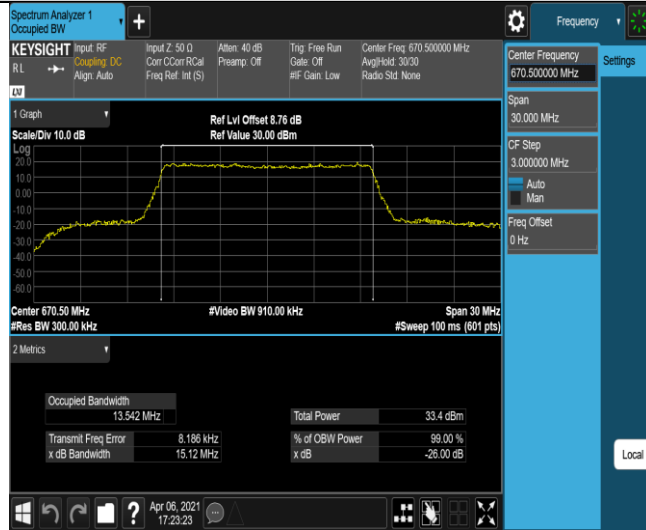 Spectrum Analyzer 1
Occupied BW
+
Frequency
KEYSIGHT Input: RF
RL
Coupling: DC
Align: Auto
Input Z: 50 Ω
Corr CCorr RCal
Freq Ref: Int (S)
Atten: 40 dB
Preamp: Off
Trig: Free Run
Gate: Off
#IF Gain: Low
Center Freq: 670.500000 MHz
Avg|Hold: 30/30
Radio Std: None
LXI
1 Graph
Scale/Div 10.0 dB
Ref Lvl Offset 8.76 dB
Ref Value 30.00 dBm
Log
20.0
10.0
0.00
-10.0
-20.0
-30.0
-40.0
-50.0
-60.0
Center 670.50 MHz
#Video BW 910.00 kHz
Span 30 MHz
#Res BW 300.00 kHz
#Sweep 100 ms (601 pts)
2 Metrics
Occupied Bandwidth
13.542 MHz
Total Power 33.4 dBm
Transmit Freq Error 8.186 kHz
% of OBW Power 99.00 %
x dB Bandwidth 15.12 MHz
x dB -26.00 dB
Apr 06, 2021
17:23:23
Center Frequency
670.500000 MHz
Settings
Span
30.000 MHz
CF Step
3.000000 MHz
Auto
Man
Freq Offset
0 Hz
Local